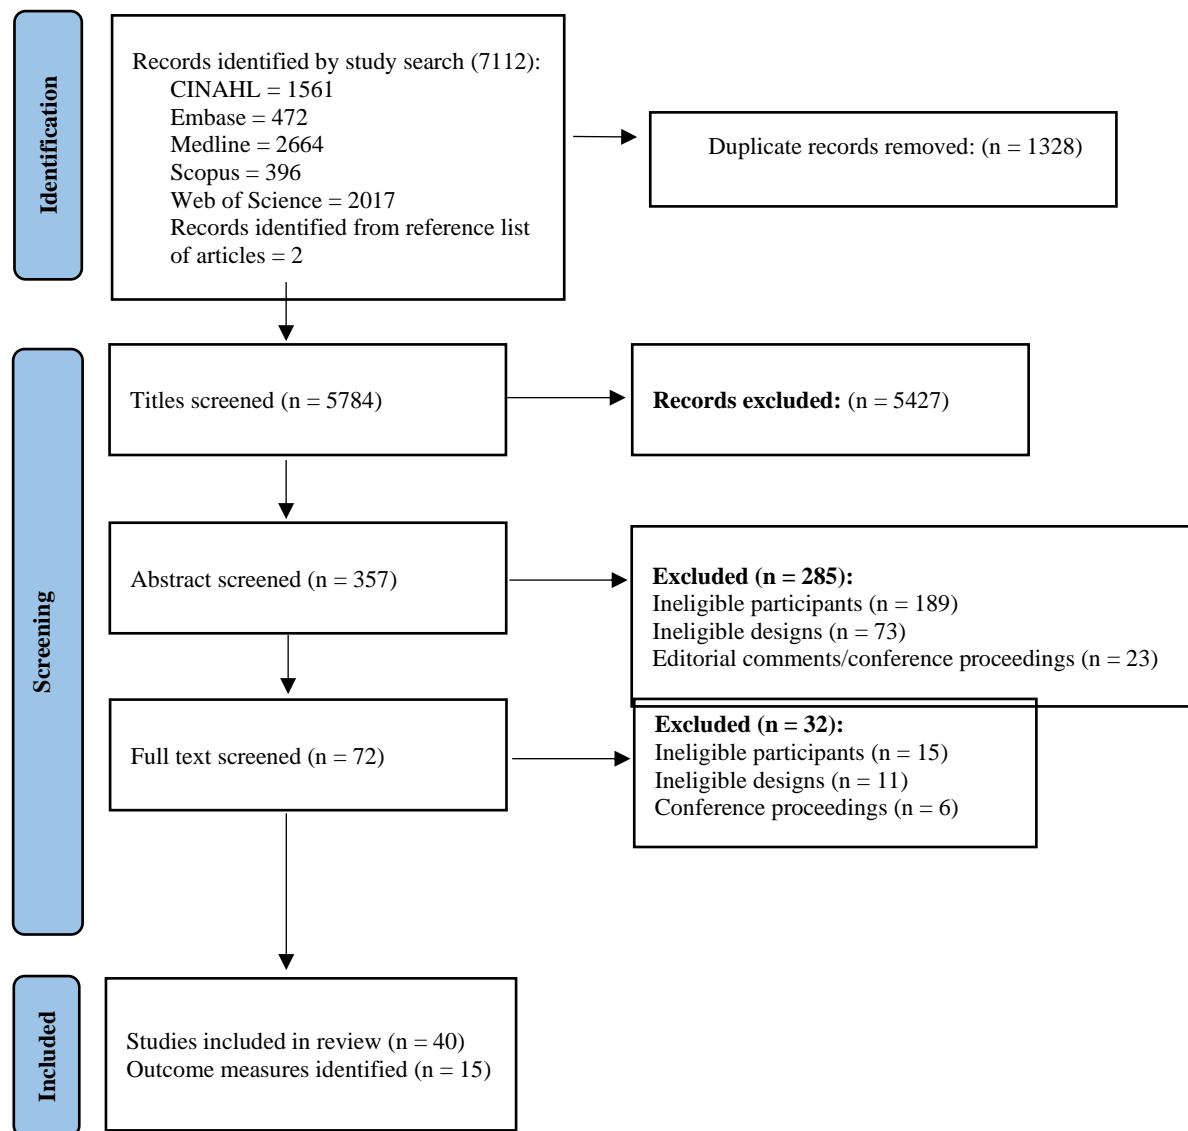 Identification
Records identified by study search (7112):
CINAHL = 1561
Embase = 472
Medline = 2664
Scopus = 396
Web of Science = 2017
Records identified from reference list
of articles = 2
Duplicate records removed: (n = 1328)
Screening
Titles screened (n = 5784)
Records excluded: (n = 5427)
Abstract screened (n = 357)
Excluded (n = 285):
Ineligible participants (n = 189)
Ineligible designs (n = 73)
Editorial comments/conference proceedings (n = 23)
Full text screened (n = 72)
Excluded (n = 32):
Ineligible participants (n = 15)
Ineligible designs (n = 11)
Conference proceedings (n = 6)
Included
Studies included in review (n = 40)
Outcome measures identified (n = 15)